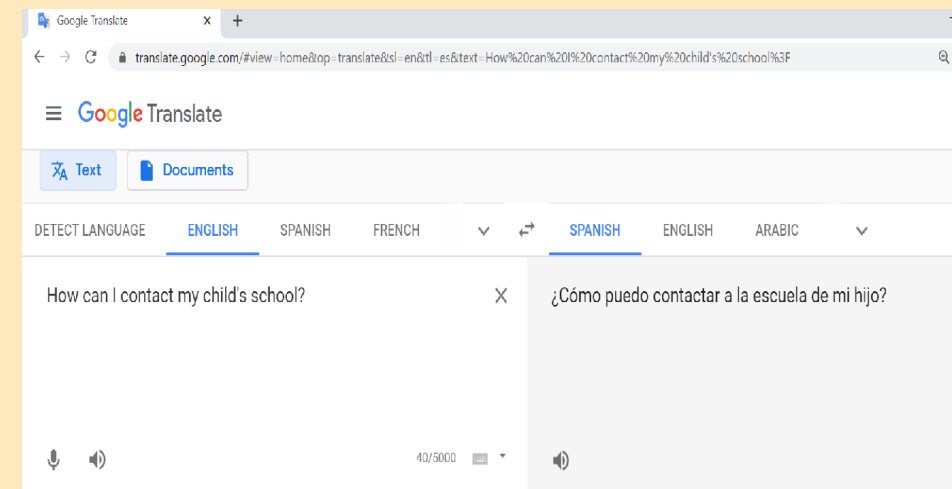 Google Translate
translate.google.com/#view=home&op=translate&sl=en&tl=es&text=How%20can%20I%20contact%20my%20child's%20school%3F
Google Translate
Text Documents
DETECT LANGUAGE ENGLISH SPANISH FRENCH SPANISH ENGLISH ARABIC
How can I contact my child's school? ¿Cómo puedo contactar a la escuela de mi hijo?
40/5000